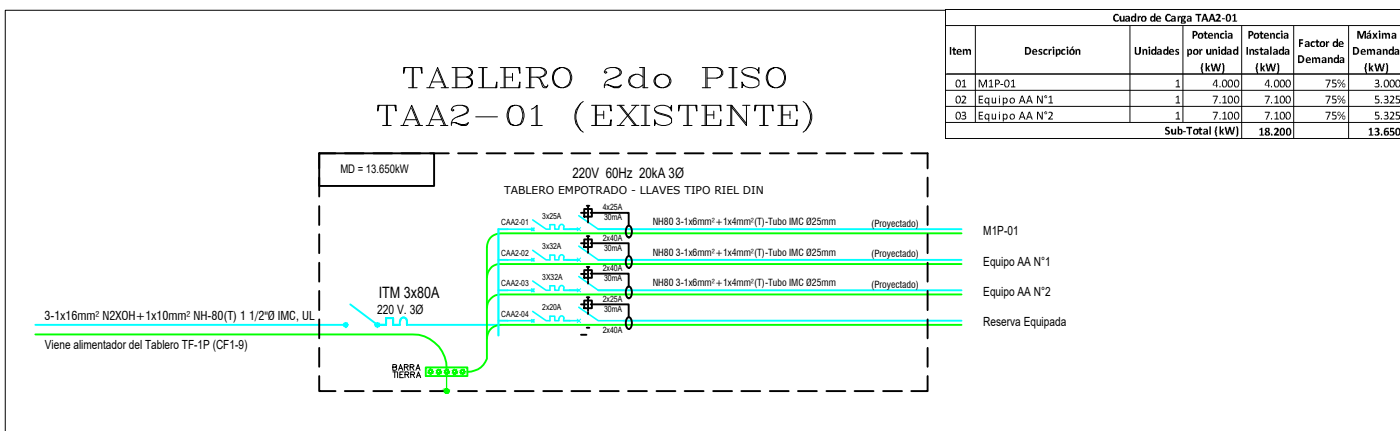 Cuadro de Carga TAA2-01
Item Descripción Unidades Potencia por unidad (kW) Potencia Instalada (kW) Factor de Demanda Máxima Demanda (kW)
01 M1P-01 1 4.000 4.000 75% 3.000
02 Equipo AA N°1 1 7.100 7.100 75% 5.325
03 Equipo AA N°2 1 7.100 7.100 75% 5.325
Sub-Total (kW) 18.200 13.650
TABLERO 2do PISO
TAA2-01 (EXISTENTE)
MD = 13.650kW
220V 60Hz 20kA 3Ø
TABLERO EMPOTRADO - LLAVES TIPO RIEL DIN
CAA2-01 3x25A 4x25A 30mA NH80 3-1x6mm²+1x4mm²(T)-Tubo IMC Ø25mm (Proyectado) M1P-01
CAA2-02 3x32A 2x40A 30mA NH80 3-1x6mm²+1x4mm²(T)-Tubo IMC Ø25mm (Proyectado) Equipo AA N°1
CAA2-03 3X32A 2x40A 30mA NH80 3-1x6mm²+1x4mm²(T)-Tubo IMC Ø25mm (Proyectado) Equipo AA N°2
CAA2-04 2x20A 2x25A 30mA Reserva Equipada
2x40A
ITM 3x80A
220 V. 3Ø
3-1x16mm² N2XOH+1x10mm² NH-80(T) 1 1/2"Ø IMC, UL
Viene alimentador del Tablero TF-1P (CF1-9)
BARRA
TIERRA